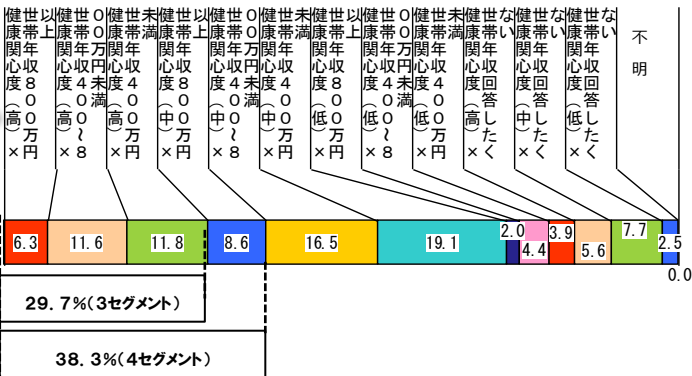 健康関心度（高）×
世帯年収８００万円
以上
健康関心度（高）×
世帯年収４００～８
００万円未満
健康関心度（高）×
世帯年収４００万円
未満
健康関心度（中）×
世帯年収８００万円
以上
健康関心度（中）×
世帯年収４００～８
００万円未満
健康関心度（中）×
世帯年収４００万円
未満
健康関心度（低）×
世帯年収８００万円
以上
健康関心度（低）×
世帯年収４００～８
００万円未満
健康関心度（低）×
世帯年収４００万円
未満
健康関心度（高）×
世帯年収回答したく
ない
健康関心度（中）×
世帯年収回答したく
ない
健康関心度（低）×
世帯年収回答したく
ない
不明
6.3
11.6
11.8
8.6
16.5
19.1
2.0
4.4
3.9
5.6
7.7
2.5
0.0
29.7%(3セグメント)
38.3%(4セグメント)